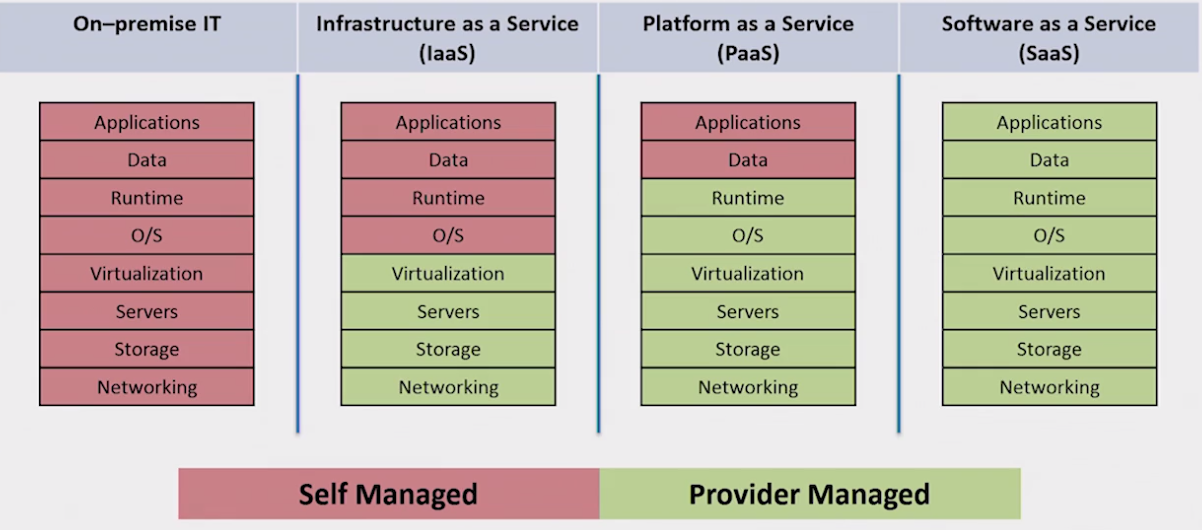 On–premise IT
Infrastructure as a Service
(IaaS)
Platform as a Service
(PaaS)
Software as a Service
(SaaS)
Applications
Data
Runtime
O/S
Virtualization
Servers
Storage
Networking
Applications
Data
Runtime
O/S
Virtualization
Servers
Storage
Networking
Applications
Data
Runtime
O/S
Virtualization
Servers
Storage
Networking
Applications
Data
Runtime
O/S
Virtualization
Servers
Storage
Networking
Self Managed
Provider Managed